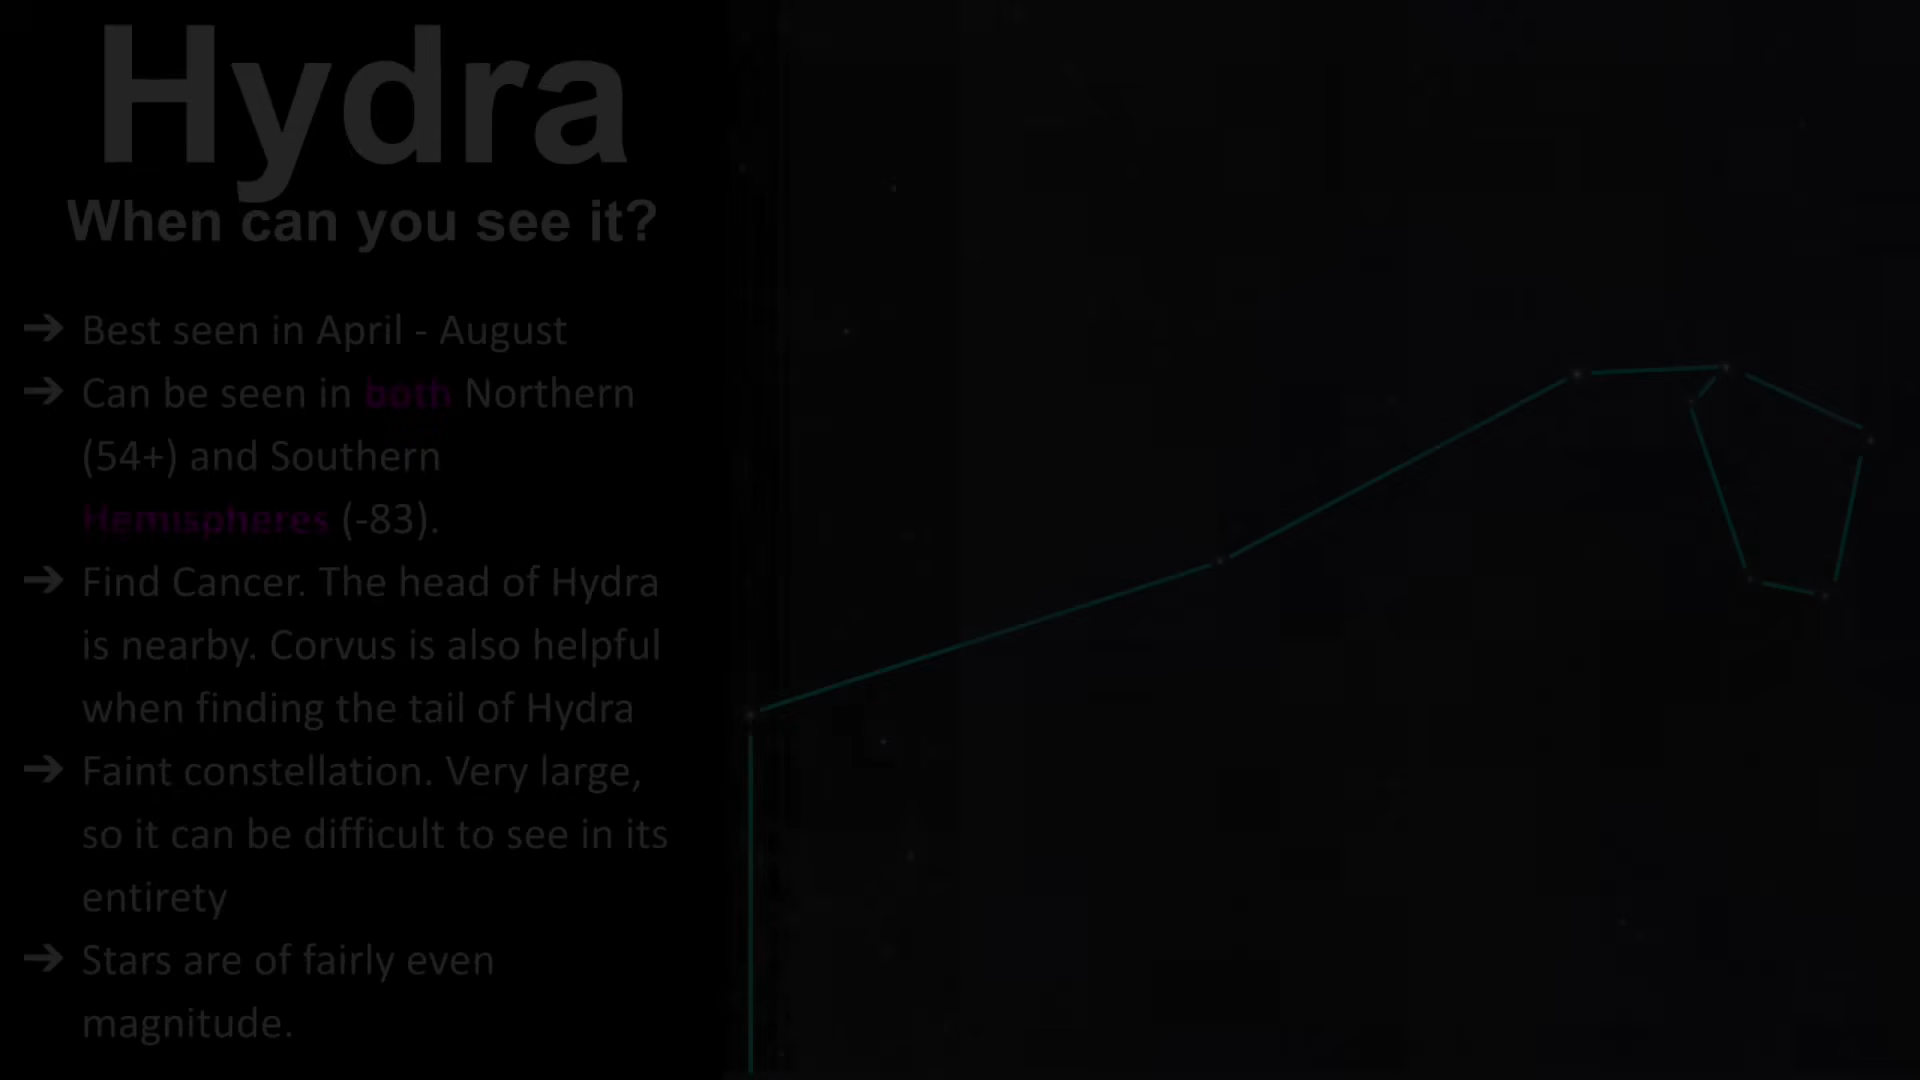 Hydra
When can you see it?
➔ Best seen in April - August
➔ Can be seen in both Northern
(54+) and Southern
Hemispheres (-83).
➔ Find Cancer. The head of Hydra
is nearby. Corvus is also helpful
when finding the tail of Hydra
➔ Faint constellation. Very large,
so it can be difficult to see in its
entirety
➔ Stars are of fairly even
magnitude.